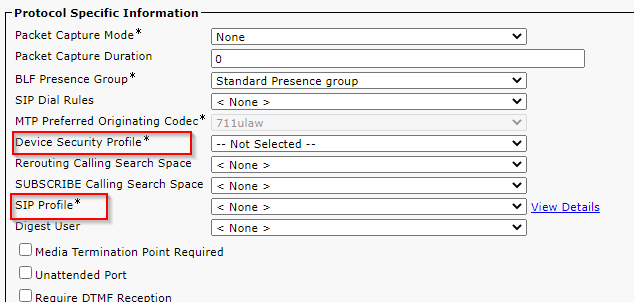 Protocol Specific Information
Packet Capture Mode* None
Packet Capture Duration 0
BLF Presence Group* Standard Presence group
SIP Dial Rules < None >
MTP Preferred Originating Codec* 711ulaw
Device Security Profile* -- Not Selected --
Rerouting Calling Search Space < None >
SUBSCRIBE Calling Search Space < None >
SIP Profile* < None > View Details
Digest User < None >
Media Termination Point Required
Unattended Port
Require DTMF Reception